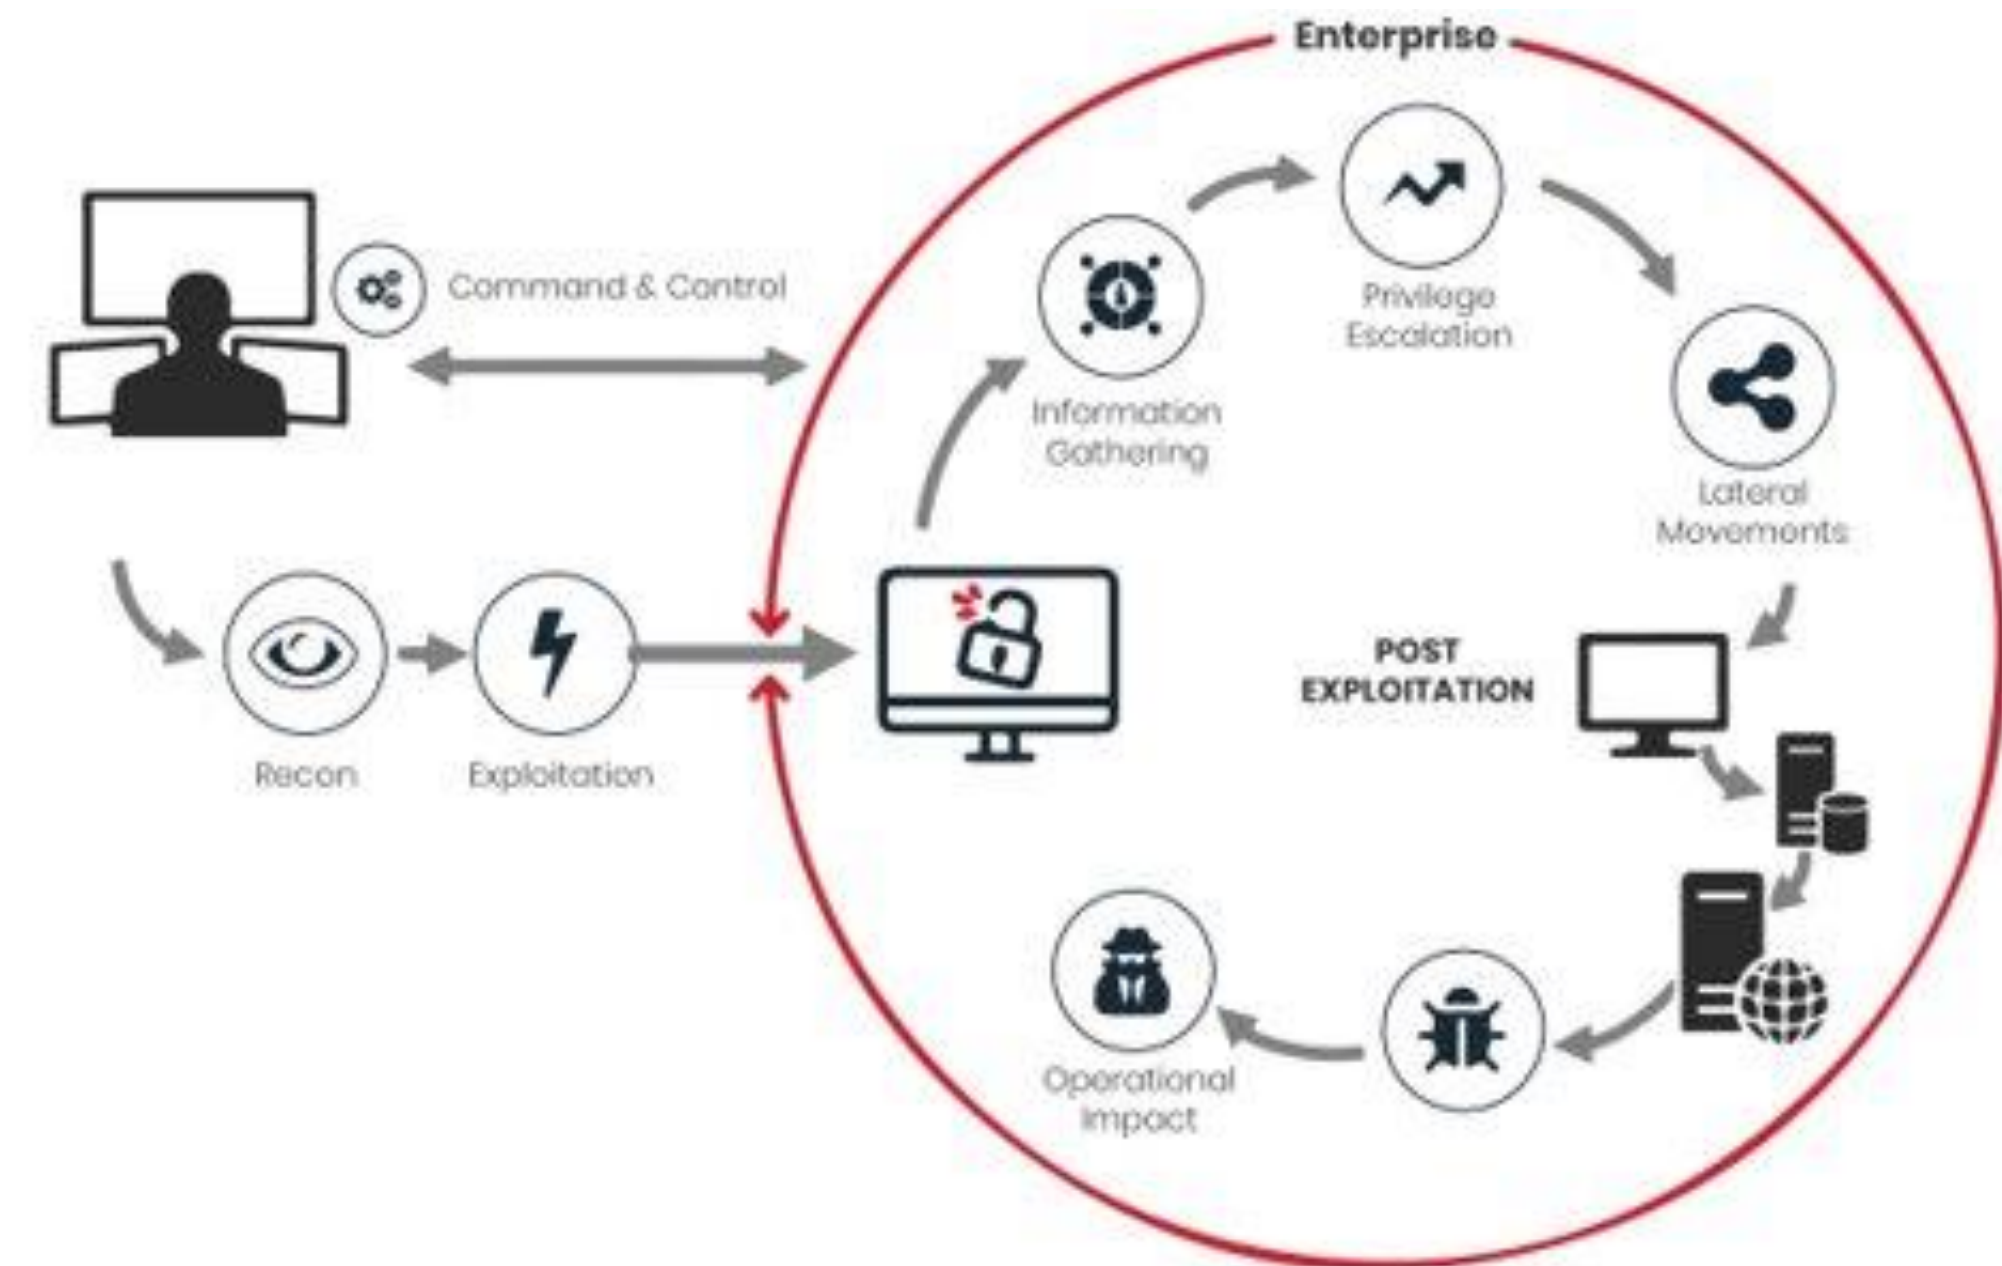 Enterprise
Command & Control
Privilege
Escalation
Information
Gathering
Lateral
Movements
POST
EXPLOITATION
Recon
Exploitation
Operational
Impact